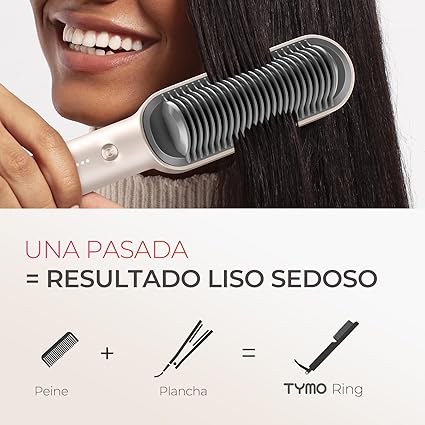 UNA PASADA
= RESULTADO LISO SEDOSO
+ =
Peine Plancha TYMO Ring